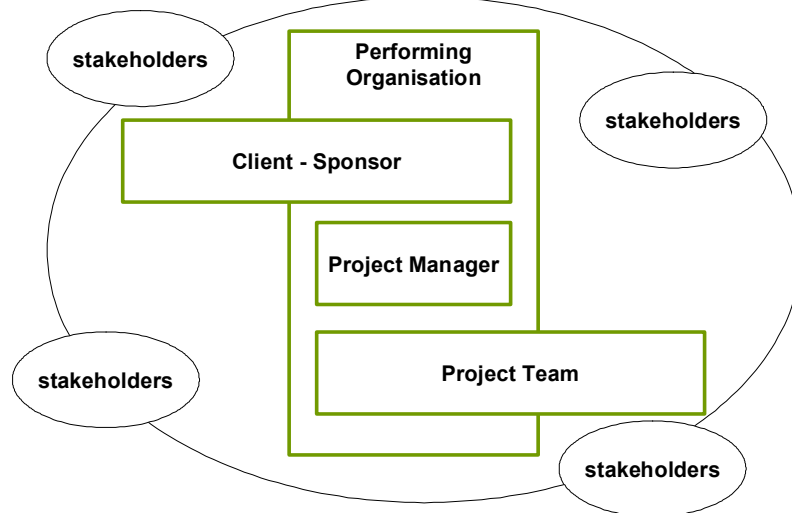 Performing
Organisation
stakeholders
stakeholders
Client - Sponsor
Project Manager
Project Team
stakeholders
stakeholders